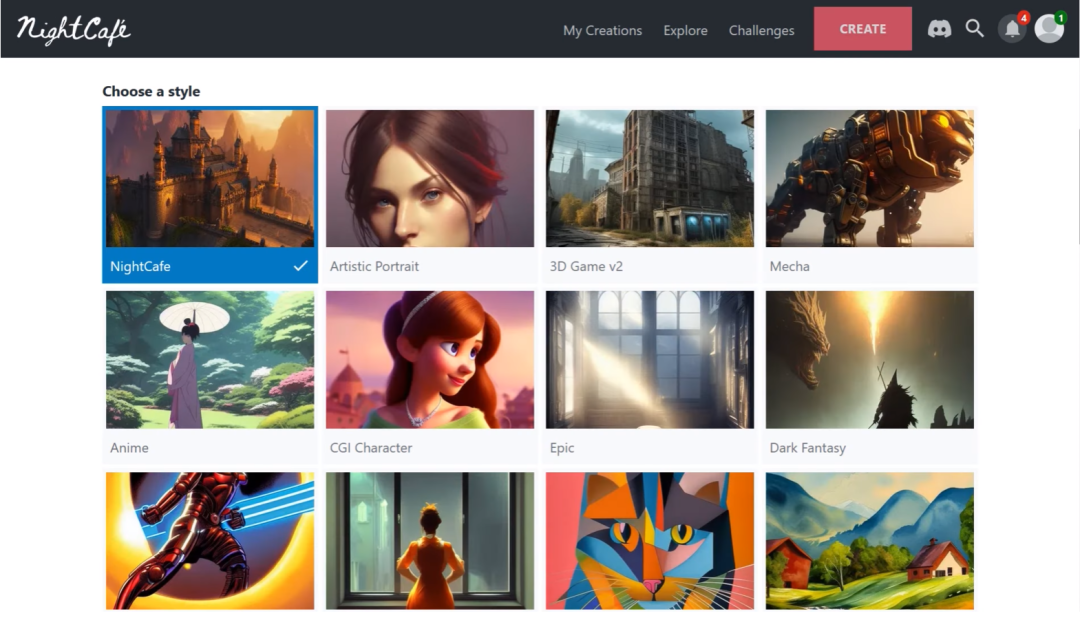 NightCafé
My Creations Explore Challenges CREATE 4 1
Choose a style
NightCafe Artistic Portrait 3D Game v2 Mecha
Anime CGI Character Epic Dark Fantasy